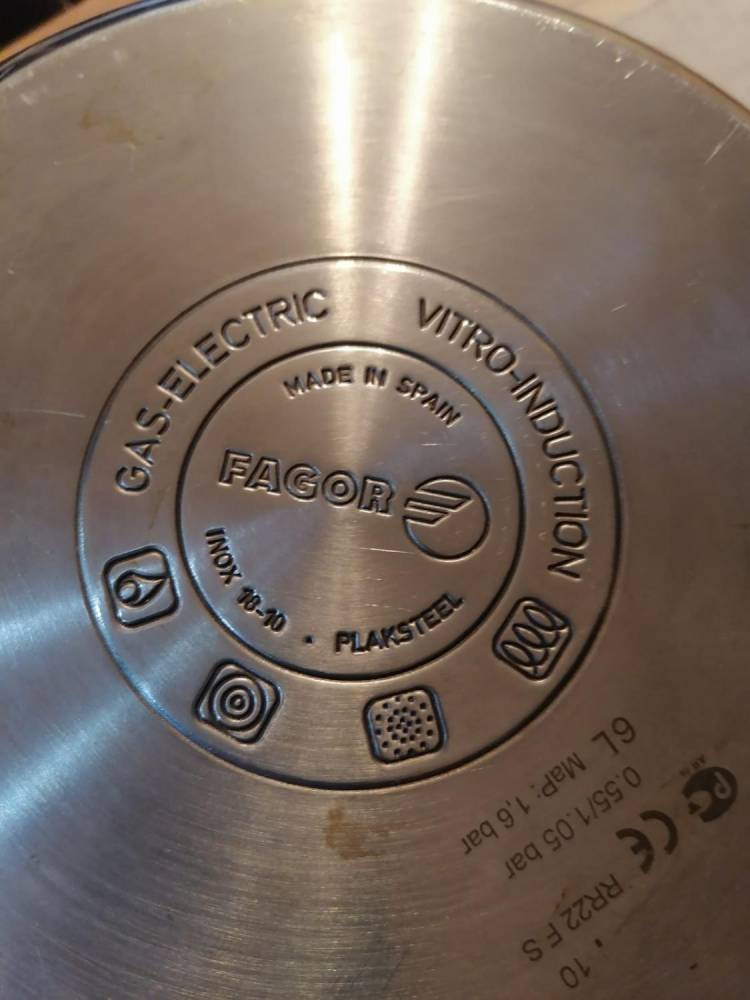 GAS-ELECTRIC
VITRO-INDUCTION
MADE IN SPAIN
FAGOR
INOX 18-10 • PLAKSTEEL
6L MaP: 1,6 bar
0.55/1.05 bar
CE RR22 F S
'10